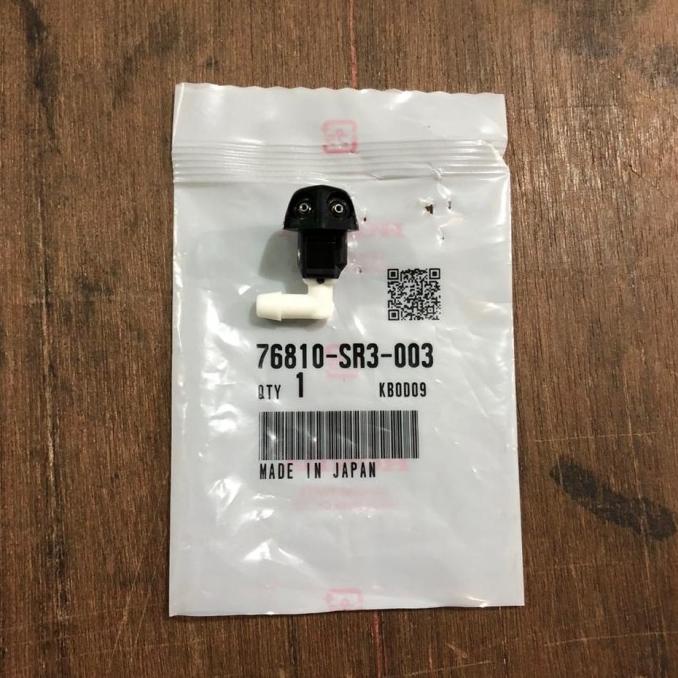 76810-SR3-003
QTY 1 KB0D09
MADE IN JAPAN